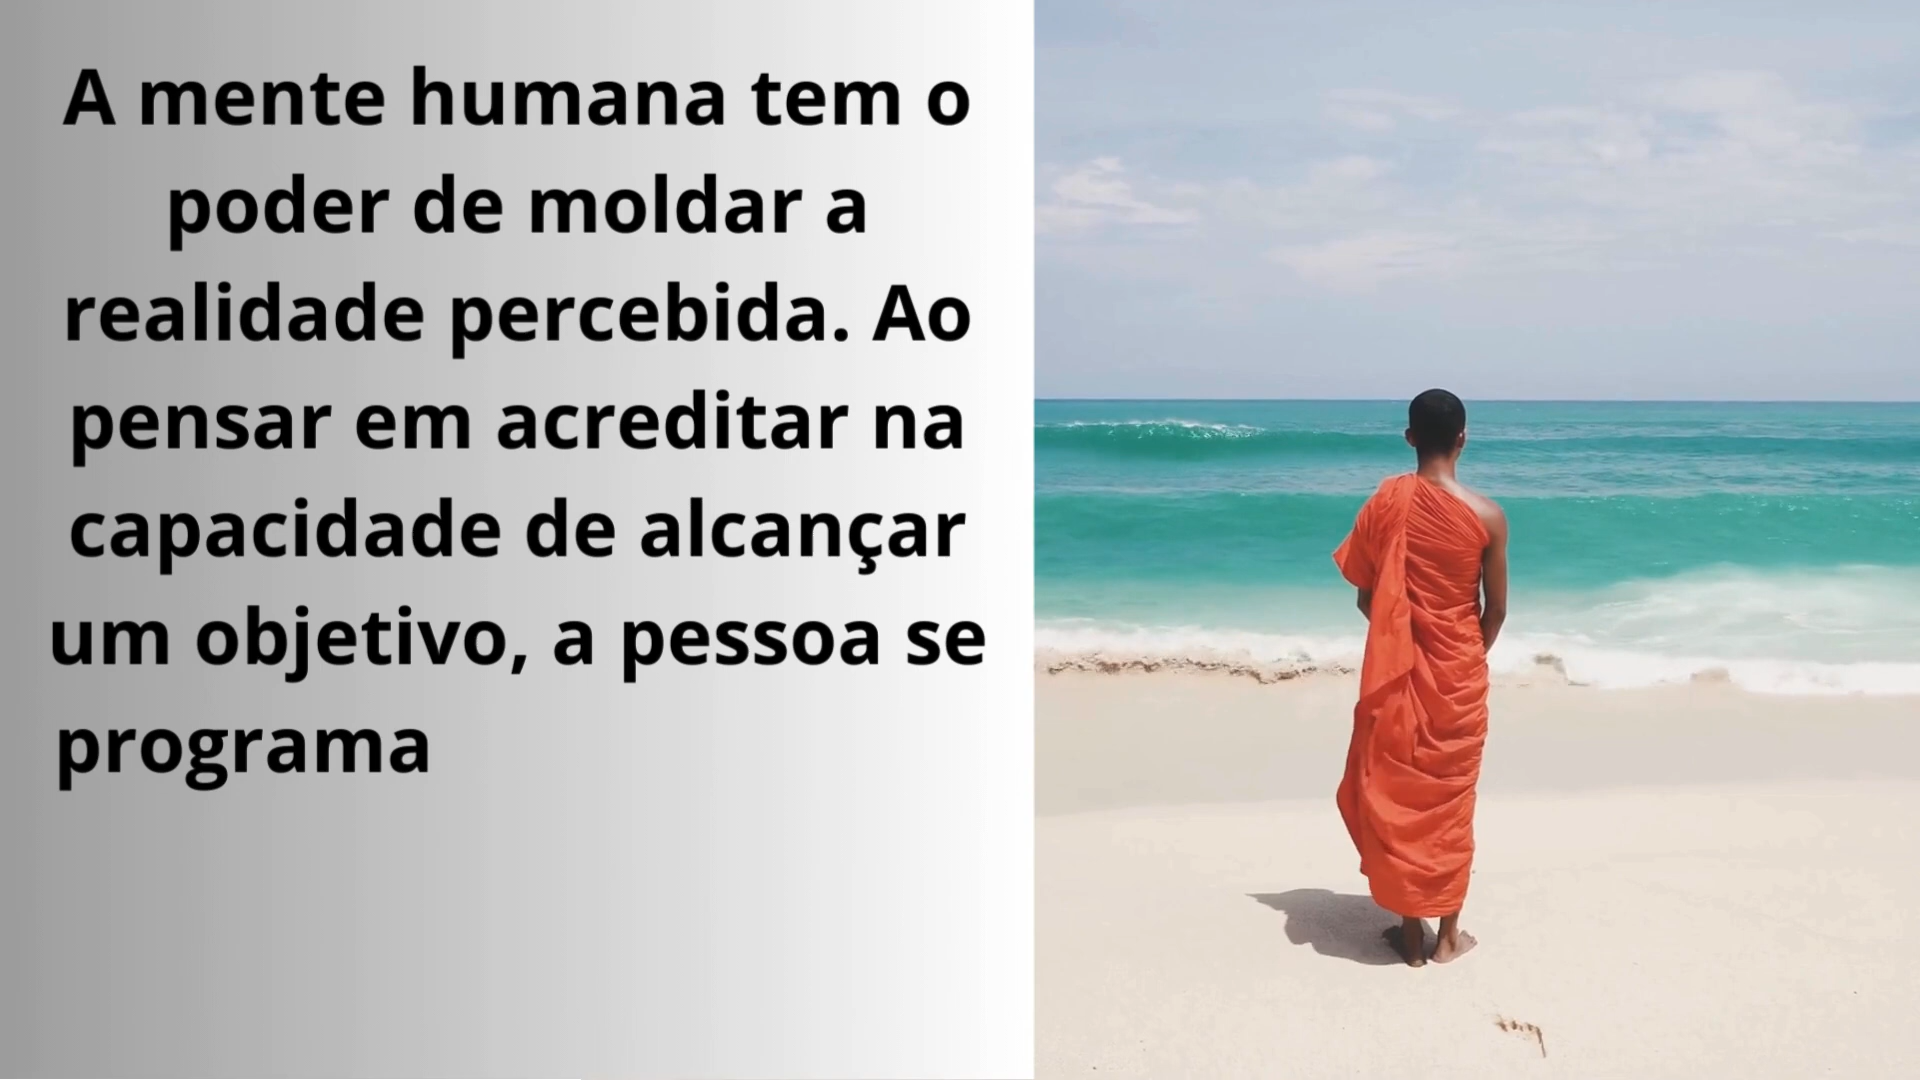 A mente humana tem o
poder de moldar a
realidade percebida. Ao
pensar em acreditar na
capacidade de alcançar
um objetivo, a pessoa se
programa